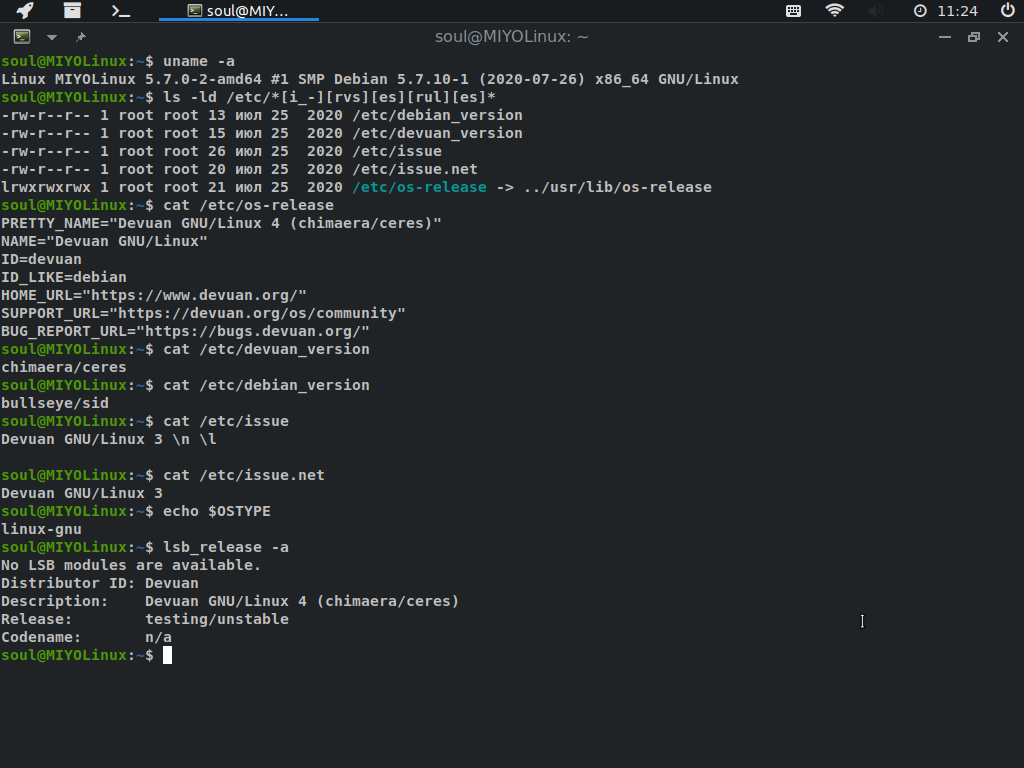 soul@MIY...
11:24
soul@MIYOLinux: ~
soul@MIYOLinux:~$ uname -a
Linux MIYOLinux 5.7.0-2-amd64 #1 SMP Debian 5.7.10-1 (2020-07-26) x86_64 GNU/Linux
soul@MIYOLinux:~$ ls -ld /etc/*[i_-][rvs][es][rul][es]*
-rw-r--r-- 1 root root 13 июл 25  2020 /etc/debian_version
-rw-r--r-- 1 root root 15 июл 25  2020 /etc/devuan_version
-rw-r--r-- 1 root root 26 июл 25  2020 /etc/issue
-rw-r--r-- 1 root root 20 июл 25  2020 /etc/issue.net
lrwxrwxrwx 1 root root 21 июл 25  2020 /etc/os-release -> ../usr/lib/os-release
soul@MIYOLinux:~$ cat /etc/os-release
PRETTY_NAME="Devuan GNU/Linux 4 (chimaera/ceres)"
NAME="Devuan GNU/Linux"
ID=devuan
ID_LIKE=debian
HOME_URL="https://www.devuan.org/"
SUPPORT_URL="https://devuan.org/os/community"
BUG_REPORT_URL="https://bugs.devuan.org/"
soul@MIYOLinux:~$ cat /etc/devuan_version
chimaera/ceres
soul@MIYOLinux:~$ cat /etc/debian_version
bullseye/sid
soul@MIYOLinux:~$ cat /etc/issue
Devuan GNU/Linux 3 \n \l
soul@MIYOLinux:~$ cat /etc/issue.net
Devuan GNU/Linux 3
soul@MIYOLinux:~$ echo $OSTYPE
linux-gnu
soul@MIYOLinux:~$ lsb_release -a
No LSB modules are available.
Distributor ID: Devuan
Description:    Devuan GNU/Linux 4 (chimaera/ceres)
Release:        testing/unstable
Codename:       n/a
soul@MIYOLinux:~$